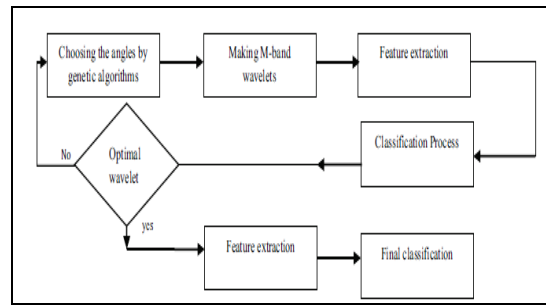 Choosing the angles by
genetic algorithms
Making M-band
wavelets
Feature extraction
Classification Process
No
Optimal
wavelet
yes
Feature extraction
Final classification